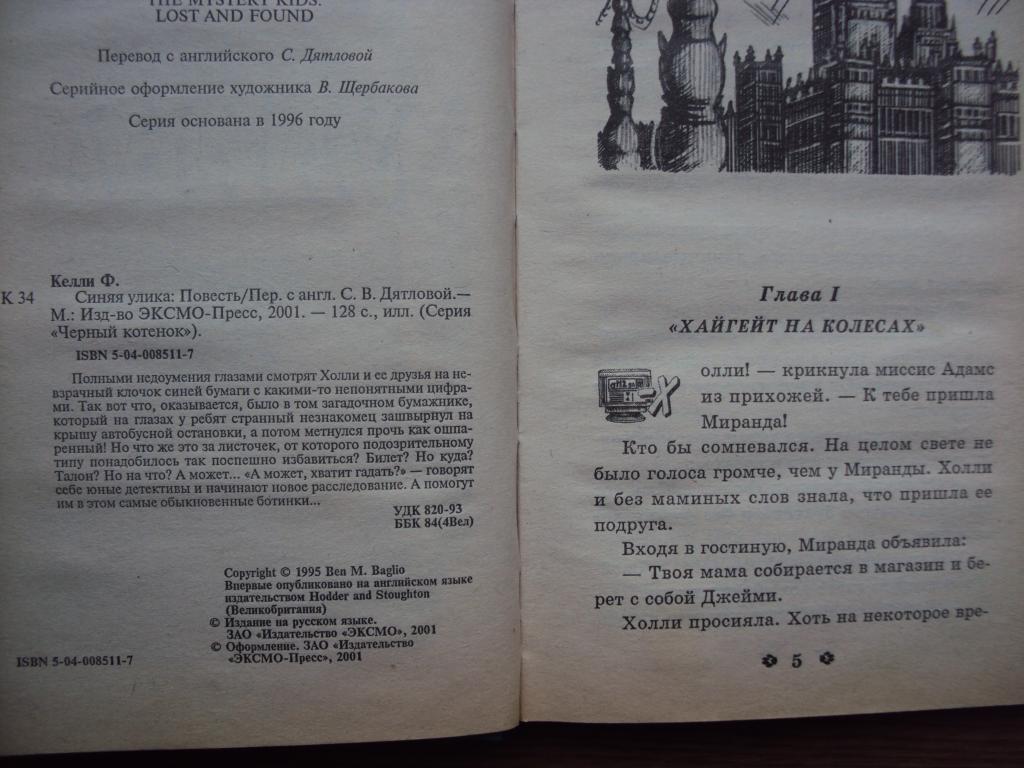 THE MYSTERY KIDS:
LOST AND FOUND
Перевод с английского С. Дятловой
Серийное оформление художника В. Щербакова
Серия основана в 1996 году
Келли Ф.
К 34
Синяя улика: Повесть/Пер. с англ. С. В. Дятловой.—
М.: Изд-во ЭКСМО-Пресс, 2001. — 128 с., илл. (Серия
«Черный котенок»).
ISBN 5-04-008511-7
Полными недоумения глазами смотрят Холли и ее друзья на не-
взрачный клочок синей бумаги с какими-то непонятными цифра-
ми. Так вот что, оказывается, было в том загадочном бумажнике,
который на глазах у ребят странный незнакомец зашвырнул на
крышу автобусной остановки, а потом метнулся прочь как ошпа-
ренный! Но что же это за листочек, от которого подозрительному
типу понадобилось так поспешно избавиться? Билет? Но куда?
Талон? Но на что? А может... «А может, хватит гадать?» — говорят
себе юные детективы и начинают новое расследование. А помогут
им в этом самые обыкновенные ботинки...
УДК 820-93
ББК 84(4Вел)
Copyright © 1995 Ben M. Baglio
Впервые опубликовано на английском языке
издательством Hodder and Stoughton
(Великобритания)
© Издание на русском языке.
ЗАО «Издательство «ЭКСМО», 2001
© Оформление. ЗАО «Издательство
«ЭКСМО-Пресс», 2001
ISBN 5-04-008511-7
Глава I
«ХАЙГЕЙТ НА КОЛЕСАХ»
Холли! — крикнула миссис Адамс
из прихожей. — К тебе пришла
Миранда!
Кто бы сомневался. На целом свете не
было голоса громче, чем у Миранды. Холли
и без маминых слов знала, что пришла ее
подруга.
Входя в гостиную, Миранда объявила:
— Твоя мама собирается в магазин и бе-
рет с собой Джейми.
Холли просияла. Хоть на некоторое вре-
5